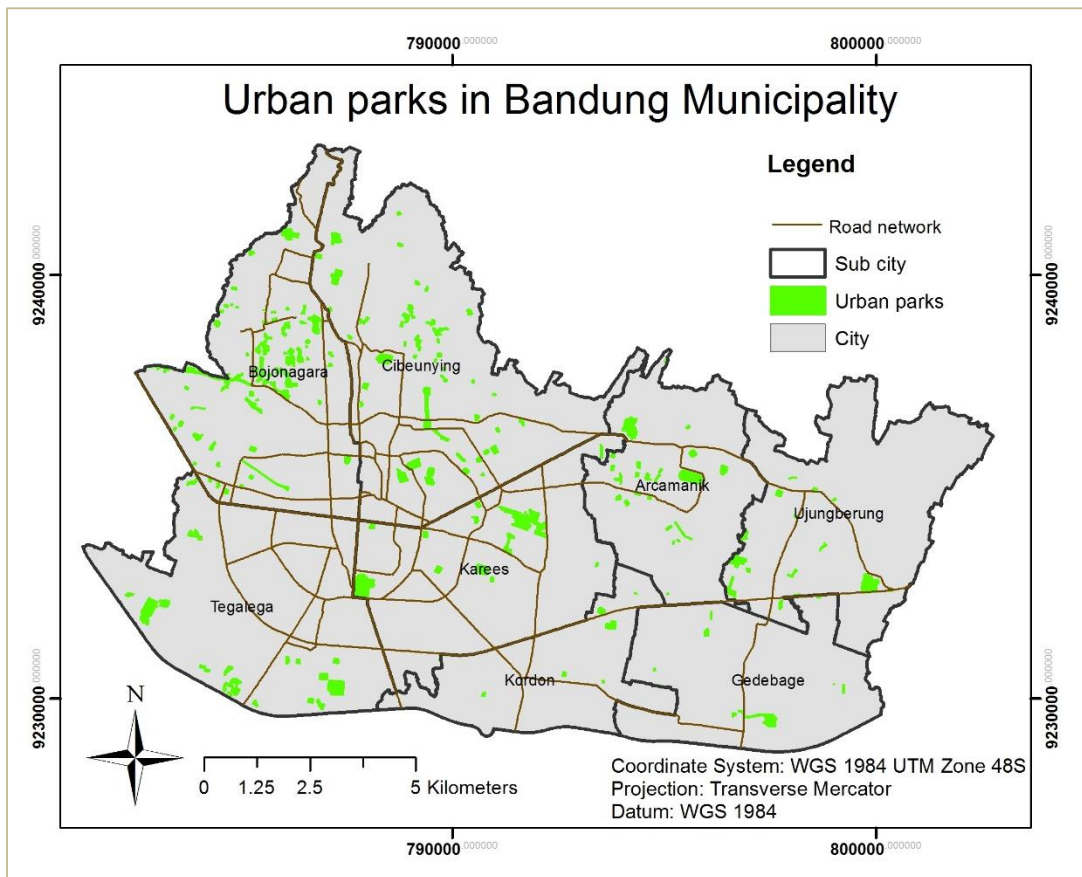 790000.000000 800000.000000
Urban parks in Bandung Municipality
Legend
Road network
Sub city
Urban parks
City
9240000.000000
9240000.000000
Bojonagara
Cibeunying
Arcamanik
Ujungberung
Karees
Tegalega
Kordon
Gedebage
9230000.000000
9230000.000000
N
0 1.25 2.5 5 Kilometers
Coordinate System: WGS 1984 UTM Zone 48S
Projection: Transverse Mercator
Datum: WGS 1984
790000.000000 800000.000000